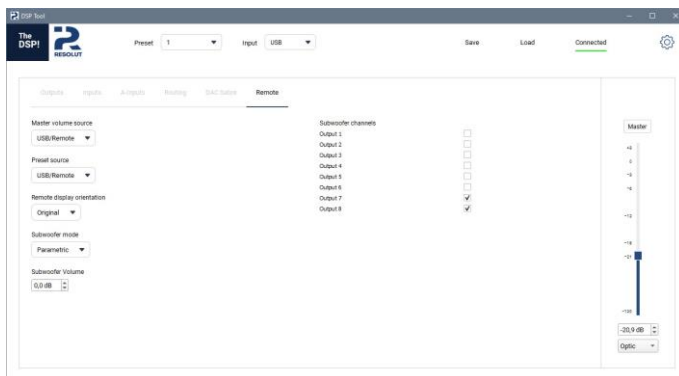 DSP Tool
The
DSP!
RESOLUT
Preset 1 Input USB Save Load Connected
Outputs Inputs A-Inputs Routing DAC Value Remote
Master volume source
USB/Remote
Preset source
USB/Remote
Remote display orientation
Original
Subwoofer mode
Parametric
Subwoofer Volume
0,0 dB
Subwoofer channels
Output 1
Output 2
Output 3
Output 4
Output 5
Output 6
Output 7
Output 8
Master
-12
-18
-20,9 dB
Optic